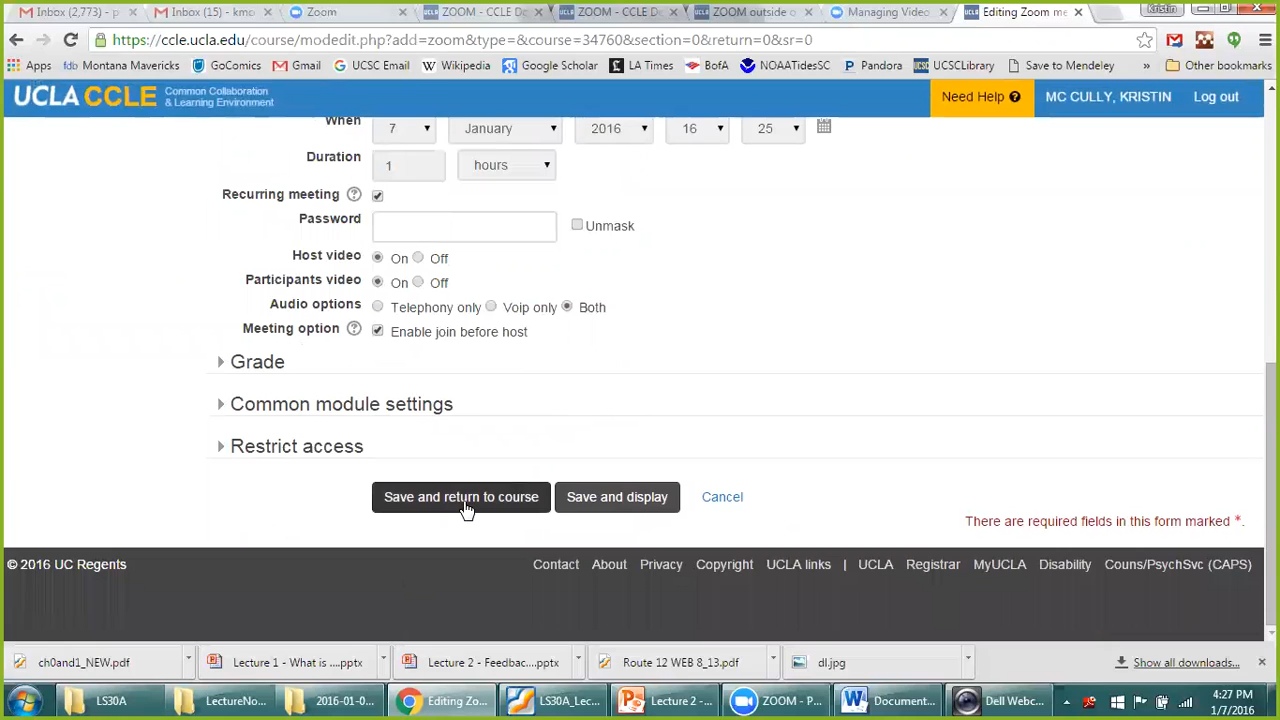 Inbox (2,773) - p
Inbox (15) - kmc
Zoom
ZOOM - CCLE Do
ZOOM - CCLE De
ZOOM outside o
Managing Video
Editing Zoom me
Kristin
https://ccle.ucla.edu/course/modedit.php?add=zoom&type=&course=34760&section=0&return=0&sr=0
Apps
Montana Mavericks
GoComics
Gmail
UCSC Email
Wikipedia
Google Scholar
LA Times
BofA
NOAATidesSC
Pandora
UCSCLibrary
Save to Mendeley
»
Other bookmarks
UCLA CCLE
Common Collaboration
& Learning Environment
Need Help
MC CULLY, KRISTIN
Log out
When
7
January
2016
16
25
Duration
1
hours
Recurring meeting
Password
Unmask
Host video
On
Off
Participants video
On
Off
Audio options
Telephony only
Voip only
Both
Meeting option
Enable join before host
Grade
Common module settings
Restrict access
Save and return to course
Save and display
Cancel
There are required fields in this form marked *.
© 2016 UC Regents
Contact
About
Privacy
Copyright
UCLA links
|
UCLA
Registrar
MyUCLA
Disability
Couns/PsychSvc (CAPS)
ch0and1_NEW.pdf
Lecture 1 - What is ....pptx
Lecture 2 - Feedbac....pptx
Route 12 WEB 8_13.pdf
dl.jpg
Show all downloads...
LS30A
LectureNo...
2016-01-0...
Editing Zo...
LS30A_Lec...
Lecture 2 -...
ZOOM - P...
Document...
Dell Webc...
4:27 PM
1/7/2016